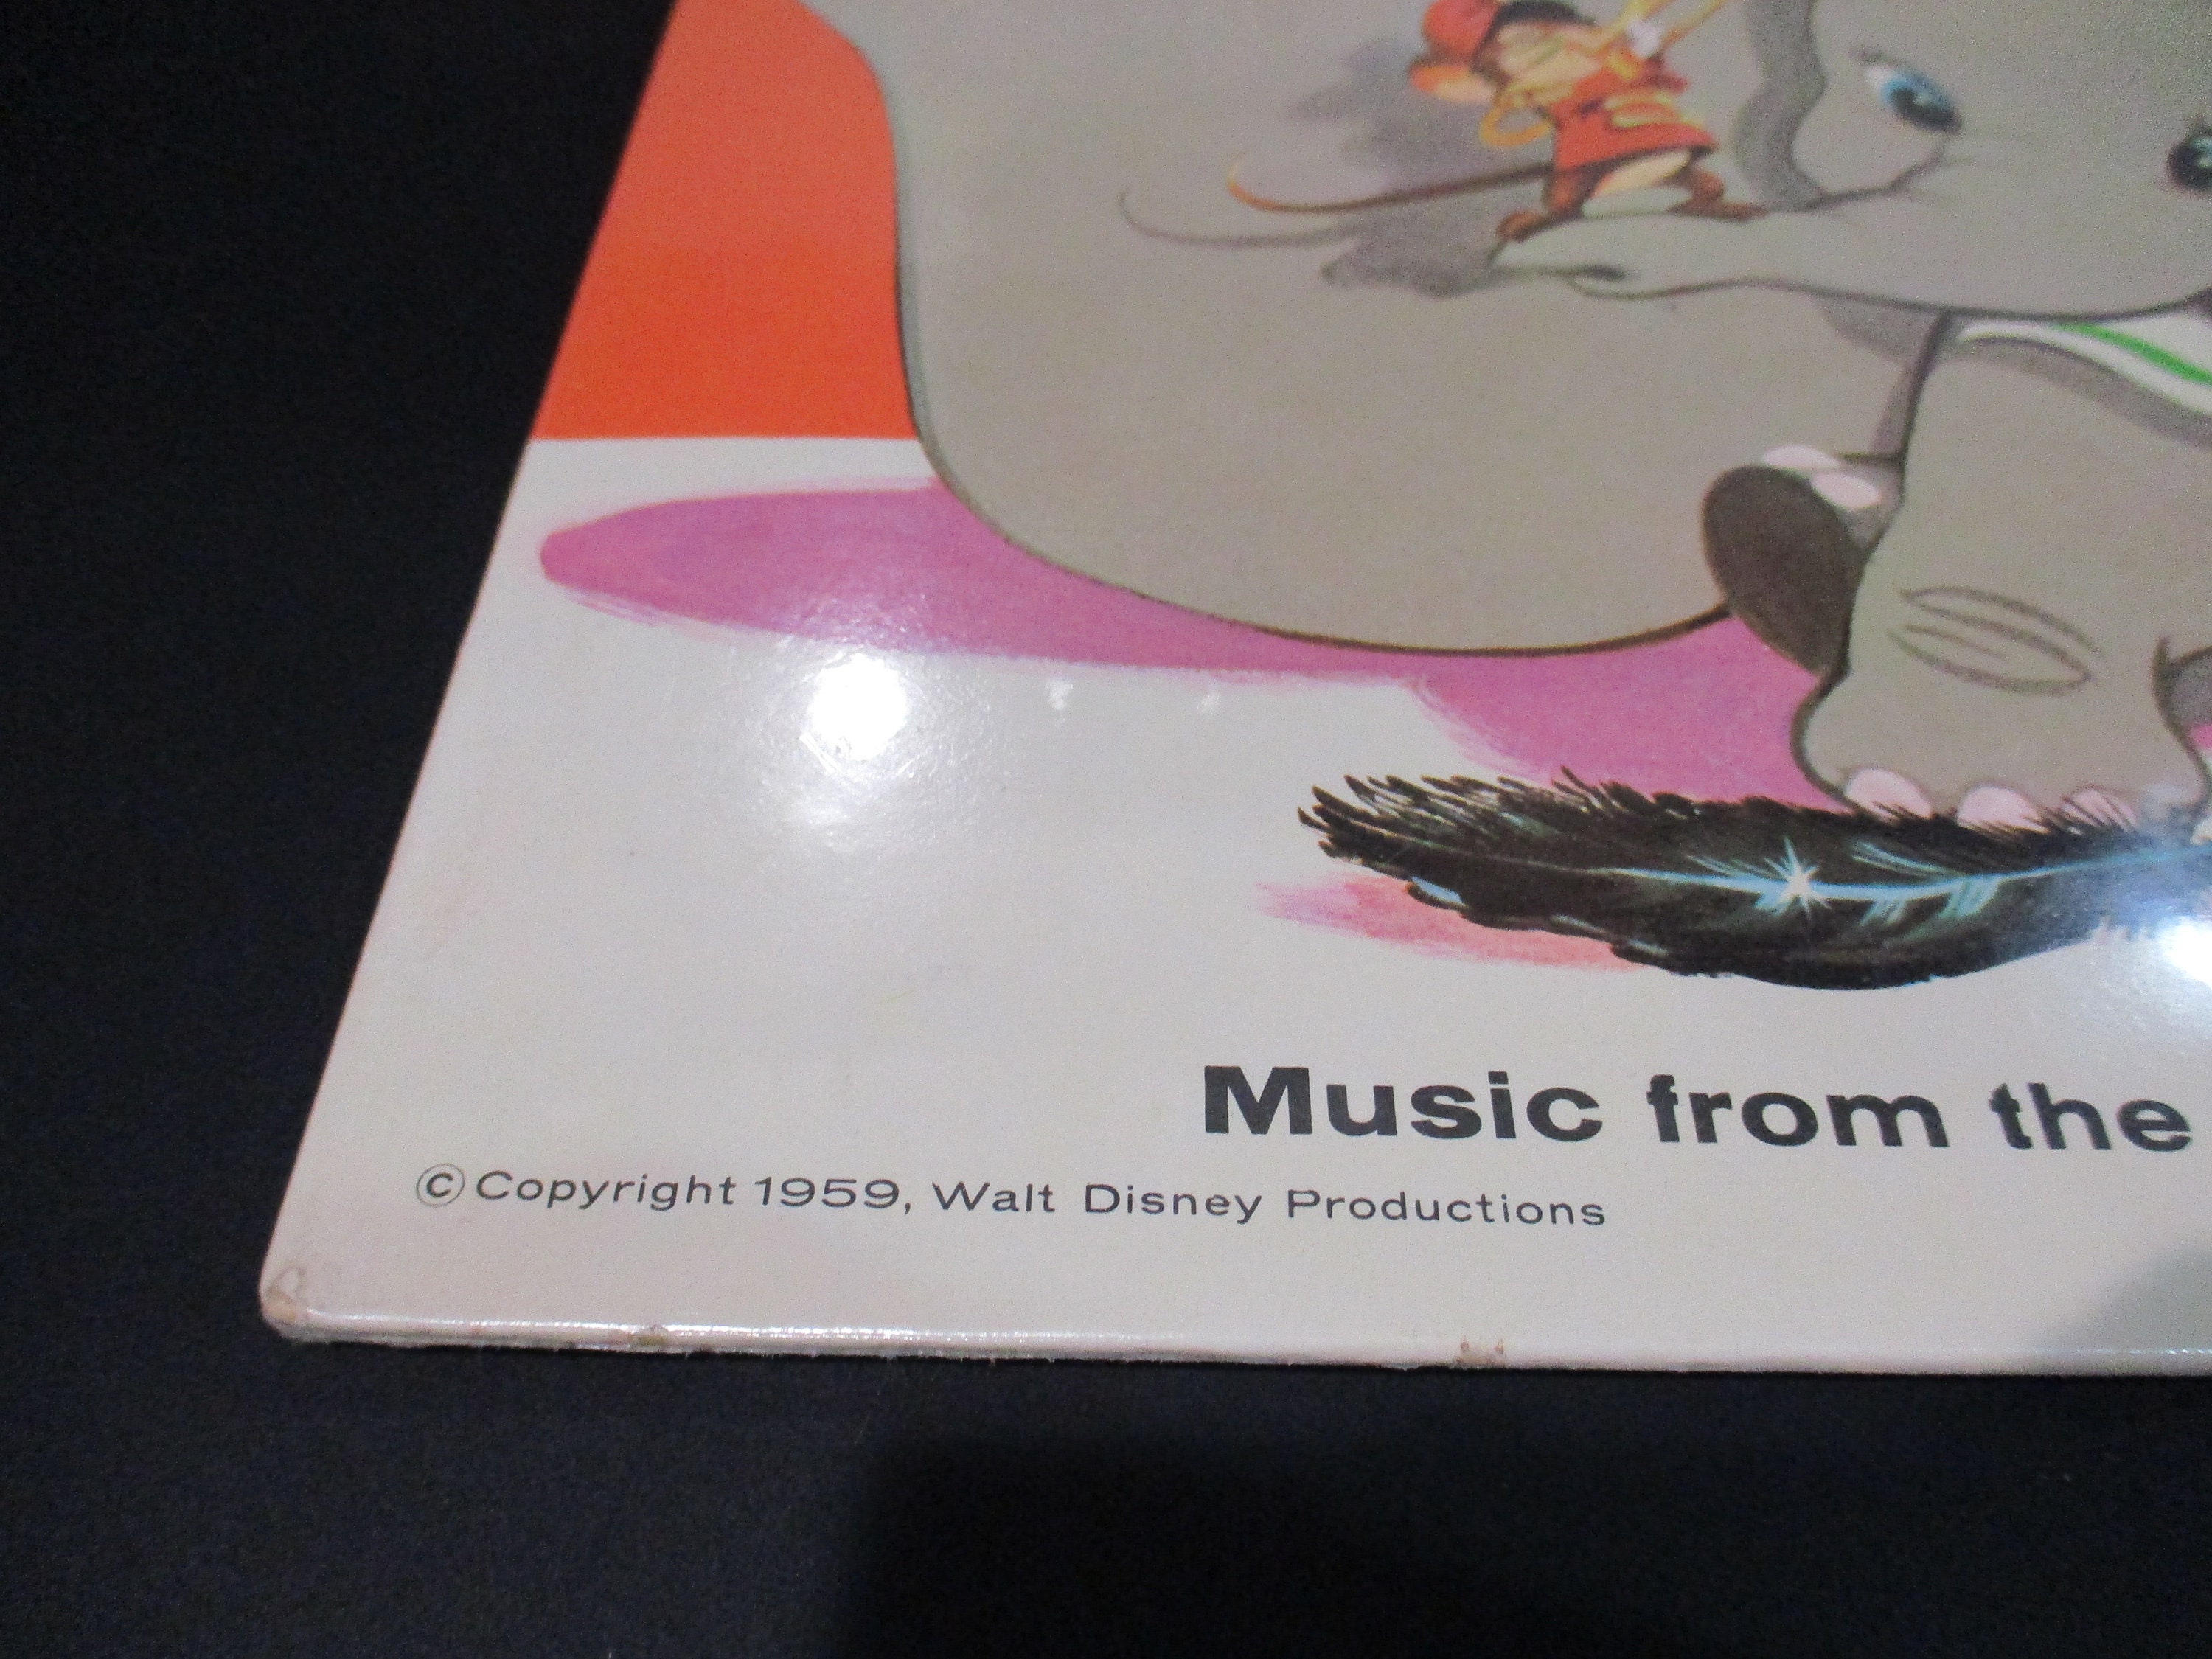 Music from the
© Copyright 1959, Walt Disney Productions